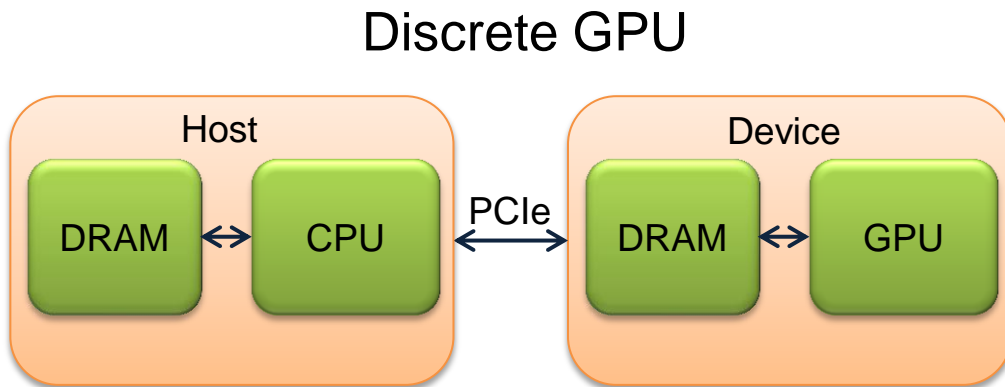 Discrete GPU
Host
Device
DRAM
CPU
PCIe
DRAM
GPU